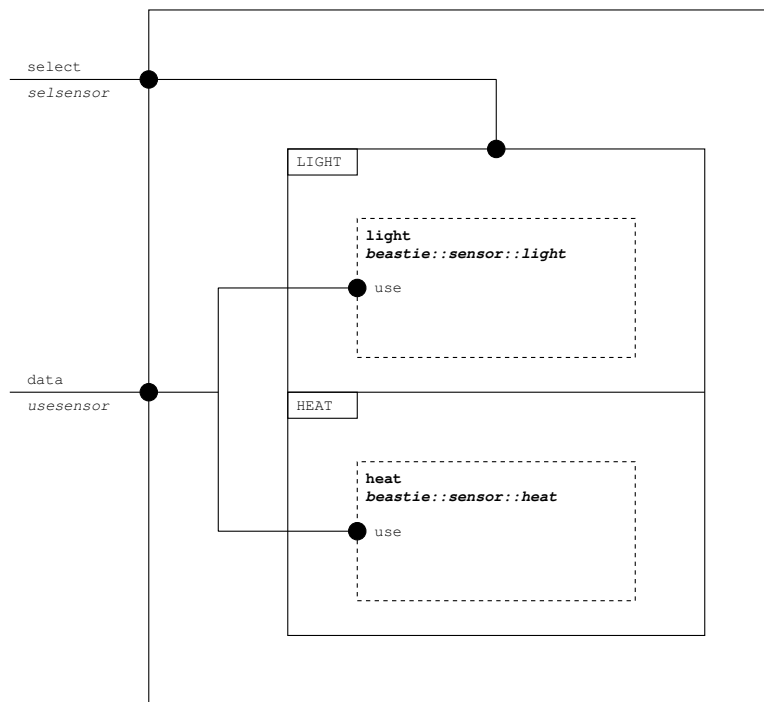 select
selsensor
LIGHT
light
beastie::sensor::light
use
data
usesensor
HEAT
heat
beastie::sensor::heat
use